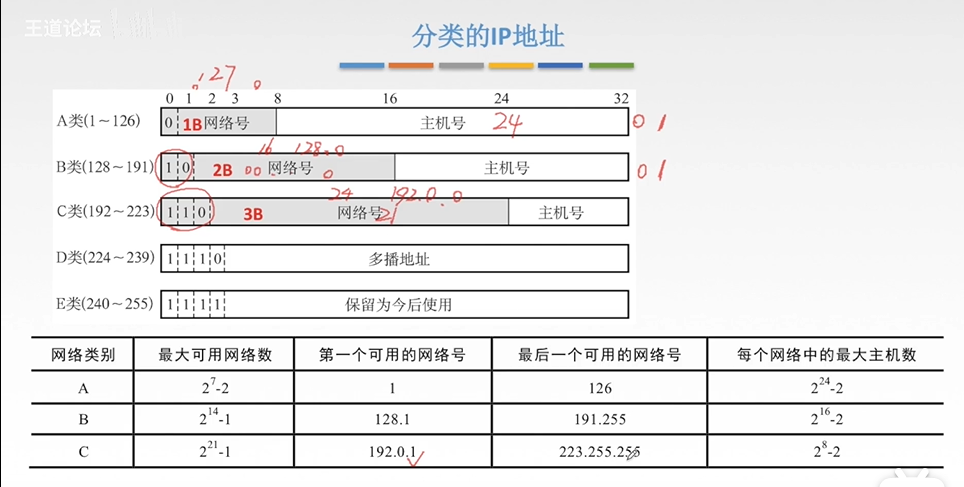 王道论坛
分类的IP地址
127
0
0 1 2 3 8 16 24 32
A类(1～126) 0 1B 网络号 主机号 24 0 1
16 128.0
B类(128～191) 1 0 2B 00 网络号 0 主机号 0 1
24 192.0.0
C类(192～223) 1 1 0 3B 网络号 21 主机号
D类(224～239) 1 1 1 0 多播地址
E类(240～255) 1 1 1 1 保留为今后使用
网络类别 最大可用网络数 第一个可用的网络号 最后一个可用的网络号 每个网络中的最大主机数
A 2^7-2 1 126 2^24-2
B 2^14-1 128.1 191.255 2^16-2
C 2^21-1 192.0.1 223.255.255 2^8-2